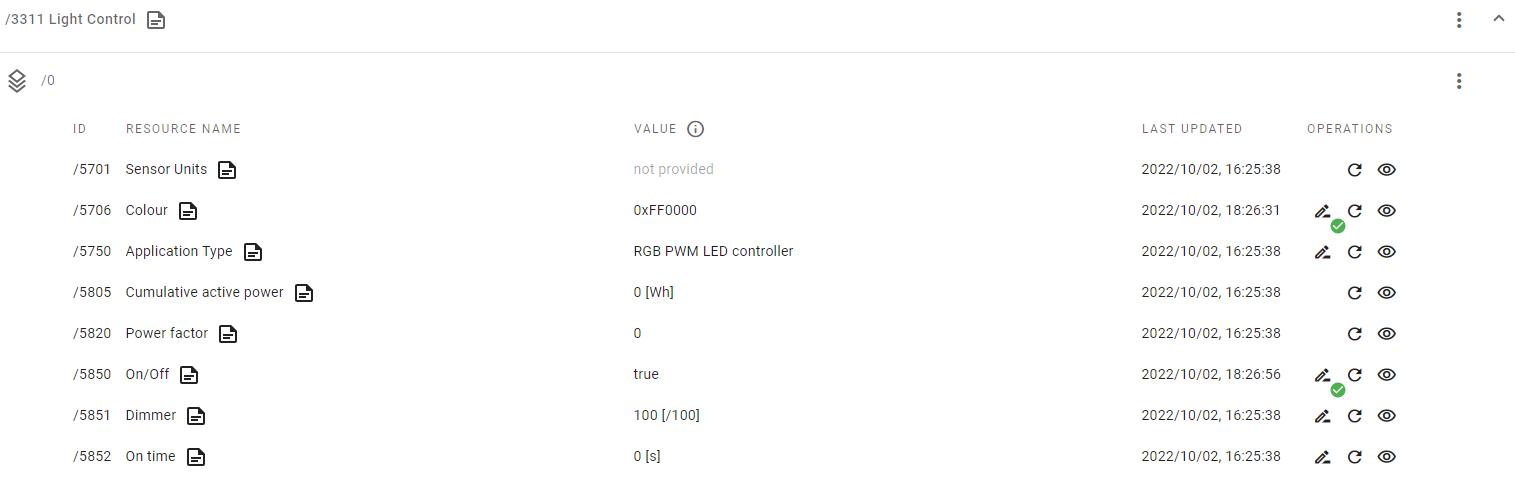 /3311 Light Control
/0
ID RESOURCE NAME VALUE LAST UPDATED OPERATIONS
/5701 Sensor Units not provided 2022/10/02, 16:25:38
/5706 Colour 0xFF0000 2022/10/02, 18:26:31
/5750 Application Type RGB PWM LED controller 2022/10/02, 16:25:38
/5805 Cumulative active power 0 [Wh] 2022/10/02, 16:25:38
/5820 Power factor 0 2022/10/02, 16:25:38
/5850 On/Off true 2022/10/02, 18:26:56
/5851 Dimmer 100 [/100] 2022/10/02, 16:25:38
/5852 On time 0 [s] 2022/10/02, 16:25:38